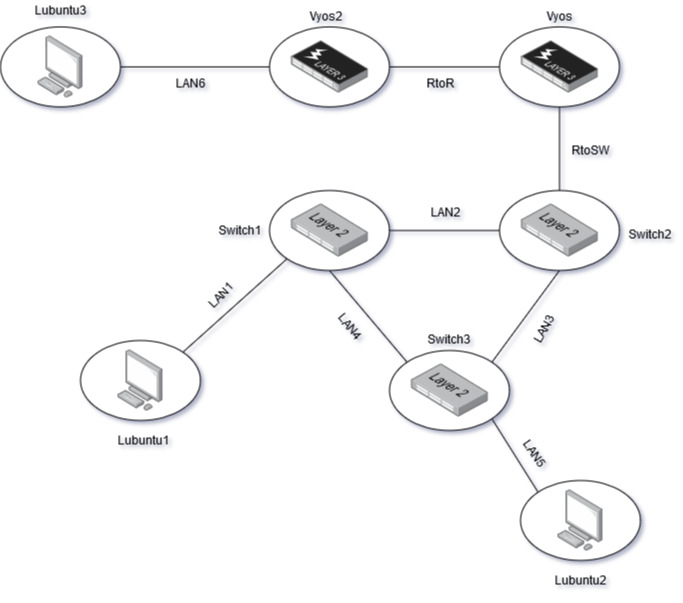 Lubuntu3
Vyos2
Vyos
LAYER 3
LAYER 3
LAN6
RtoR
RtoSW
Switch1
Layer 2
LAN2
Layer 2
Switch2
LAN1
LAN4
LAN3
Switch3
Layer 2
Lubuntu1
LAN5
Lubuntu2